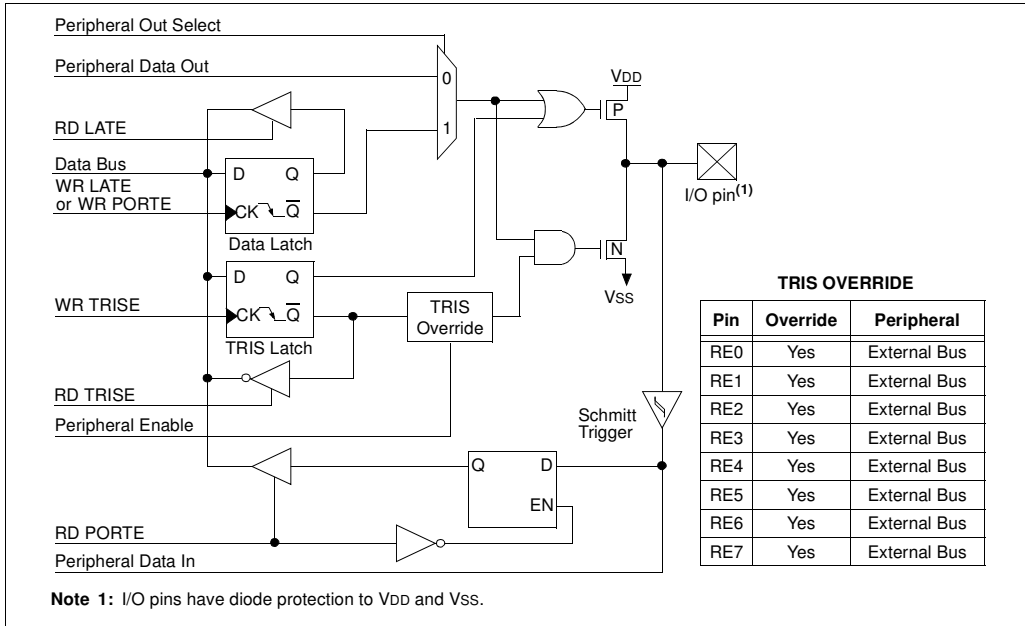 Peripheral Out Select
Peripheral Data Out
0
1
VDD
P
RD LATE
Data Bus
D Q
WR LATE
or WR PORTE
CK Q̅
Data Latch
I/O pin(1)
N
VSS
D Q
WR TRISE
CK Q̅
TRIS Latch
TRIS
Override
RD TRISE
Peripheral Enable
Schmitt
Trigger
Q D
EN
RD PORTE
Peripheral Data In
TRIS OVERRIDE
Pin Override Peripheral
RE0 Yes External Bus
RE1 Yes External Bus
RE2 Yes External Bus
RE3 Yes External Bus
RE4 Yes External Bus
RE5 Yes External Bus
RE6 Yes External Bus
RE7 Yes External Bus
Note 1: I/O pins have diode protection to VDD and VSS.